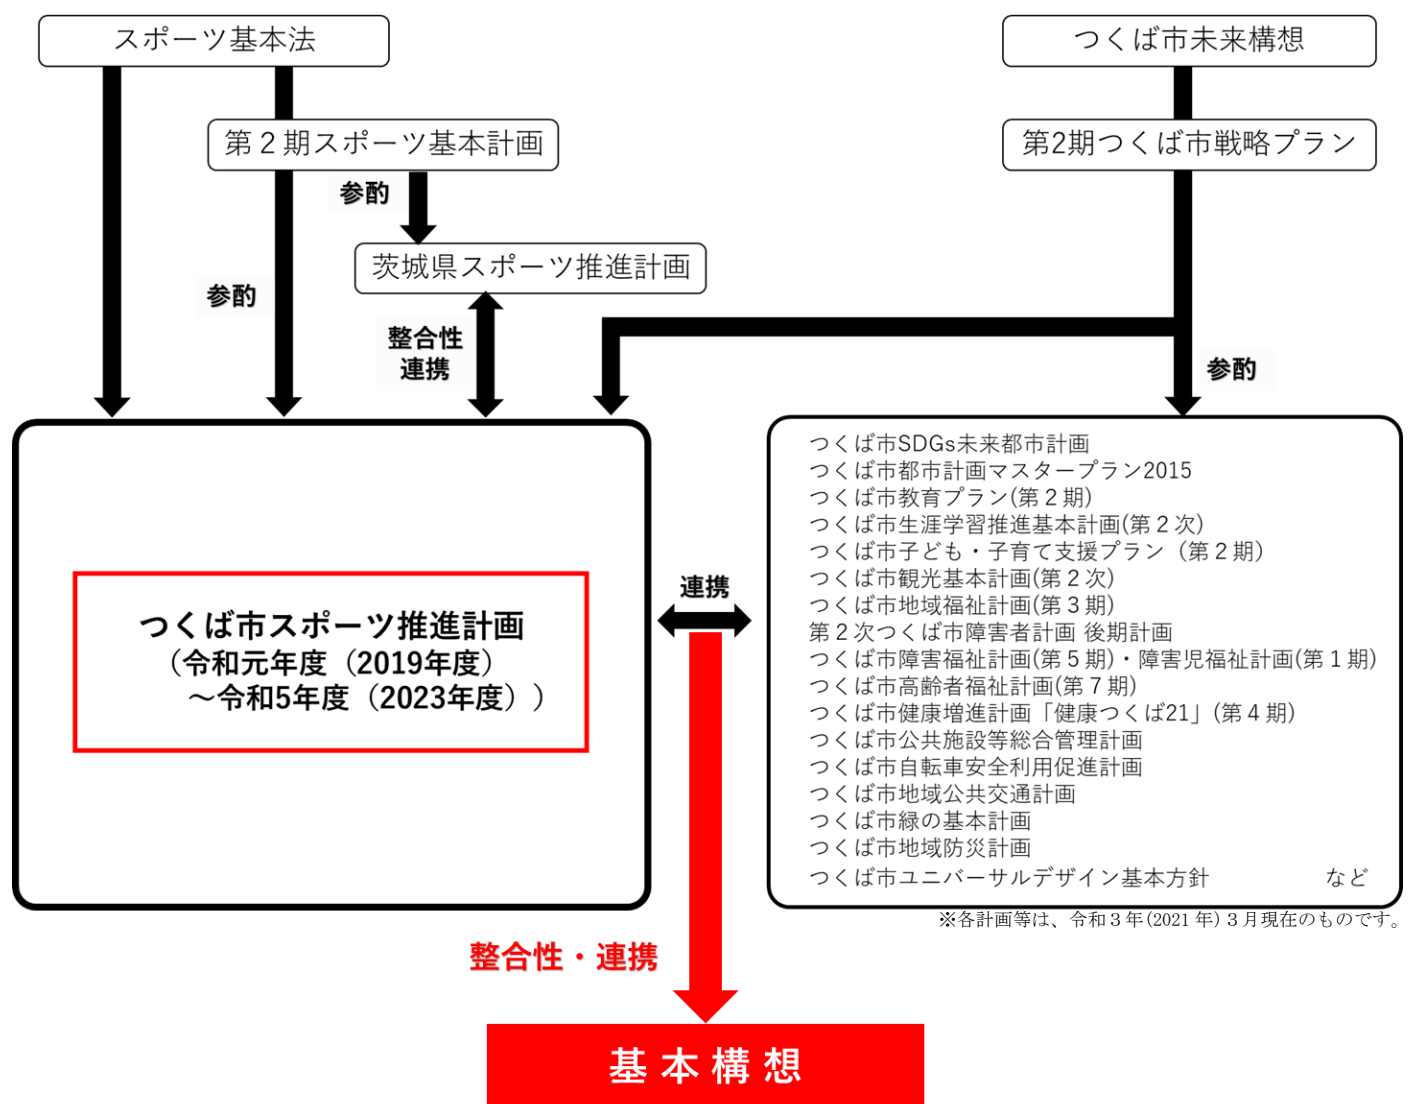 スポーツ基本法
つくば市未来構想
第２期スポーツ基本計画
第2期つくば市戦略プラン
参酌
茨城県スポーツ推進計画
参酌
整合性
連携
参酌
つくば市スポーツ推進計画
（令和元年度（2019年度）
～令和5年度（2023年度））
連携
つくば市SDGs未来都市計画
つくば市都市計画マスタープラン2015
つくば市教育プラン(第２期)
つくば市生涯学習推進基本計画(第２次)
つくば市子ども・子育て支援プラン（第２期）
つくば市観光基本計画(第２次)
つくば市地域福祉計画(第３期)
第２次つくば市障害者計画 後期計画
つくば市障害福祉計画(第５期)・障害児福祉計画(第１期)
つくば市高齢者福祉計画(第７期)
つくば市健康増進計画「健康つくば21」(第４期)
つくば市公共施設等総合管理計画
つくば市自転車安全利用促進計画
つくば市地域公共交通計画
つくば市緑の基本計画
つくば市地域防災計画
つくば市ユニバーサルデザイン基本方針 など
※各計画等は、令和３年(2021 年)３月現在のものです。
整合性・連携
基本構想